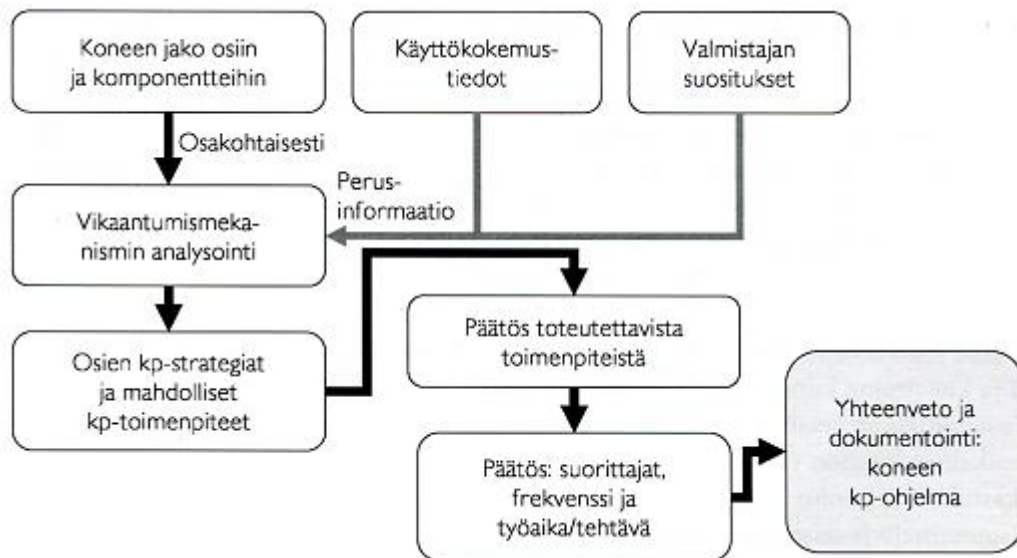 Koneen jako osiin
ja komponentteihin
Käyttökokemus-
tiedot
Valmistajan
suositukset
Osakohtaisesti
Perus-
informaatio
Vikaantumismeka-
nismin analysointi
Osien kp-strategiat
ja mahdolliset
kp-toimenpiteet
Päätös toteutettavista
toimenpiteistä
Päätös: suorittajat,
frekvenssi ja
työaika/tehtävä
Yhteenveto ja
dokumentointi:
koneen
kp-ohjelma